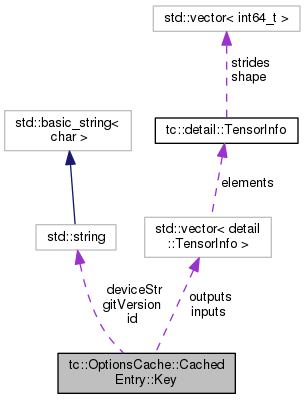 std::vector< int64_t >
strides
shape
std::basic_string<
char >
tc::detail::TensorInfo
elements
std::string
std::vector< detail
::TensorInfo >
deviceStr
gitVersion
id
outputs
inputs
tc::OptionsCache::Cached
Entry::Key